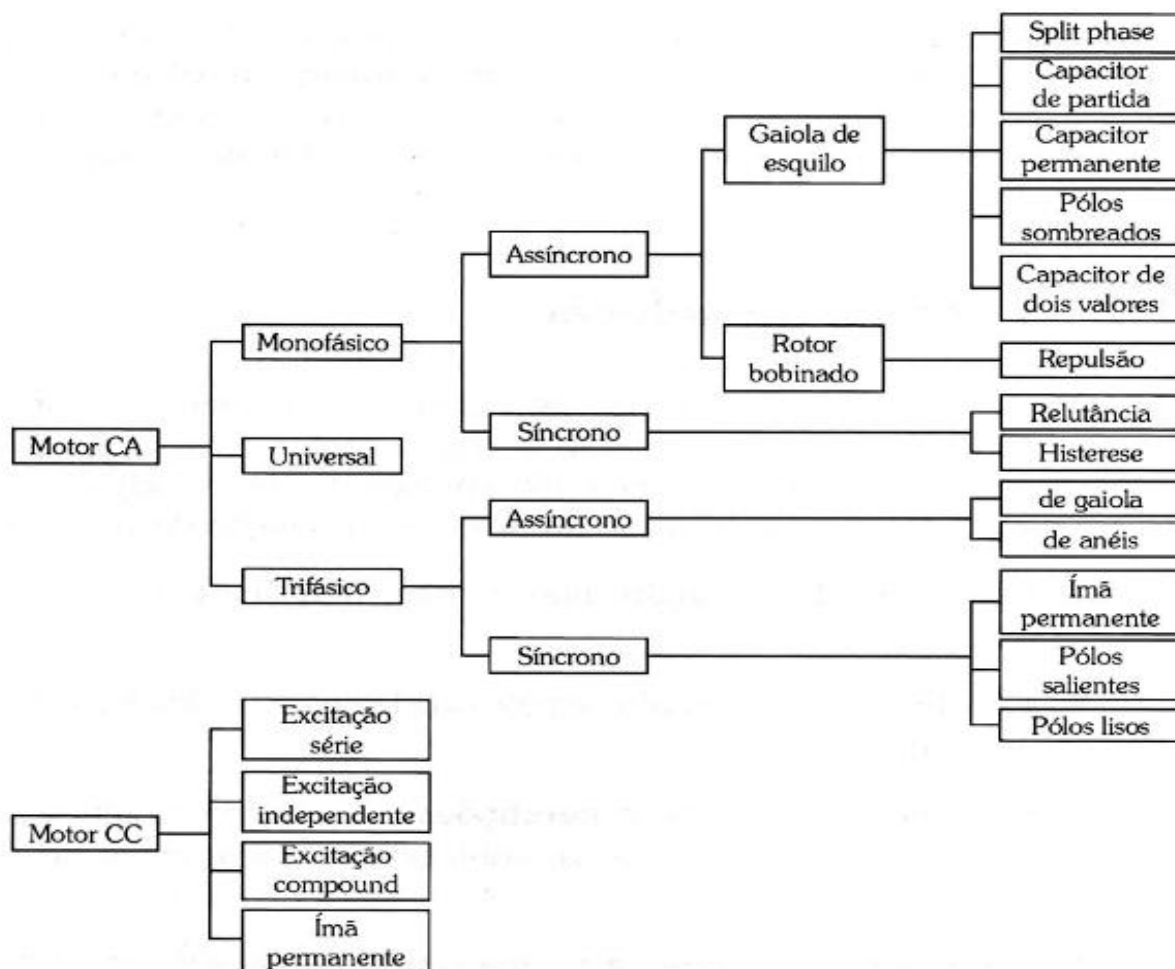 Split phase
Capacitor
de partida
Gaiola de
esquilo
Capacitor
permanente
Pólos
sombreados
Assíncrono
Capacitor de
dois valores
Monofásico
Rotor
bobinado
Repulsão
Relutância
Motor CA
Universal
Síncrono
Histerese
Assíncrono
de gaiola
de anéis
Trifásico
Ímã
permanente
Síncrono
Pólos
salientes
Pólos lisos
Excitação
série
Excitação
independente
Motor CC
Excitação
compound
Ímã
permanente